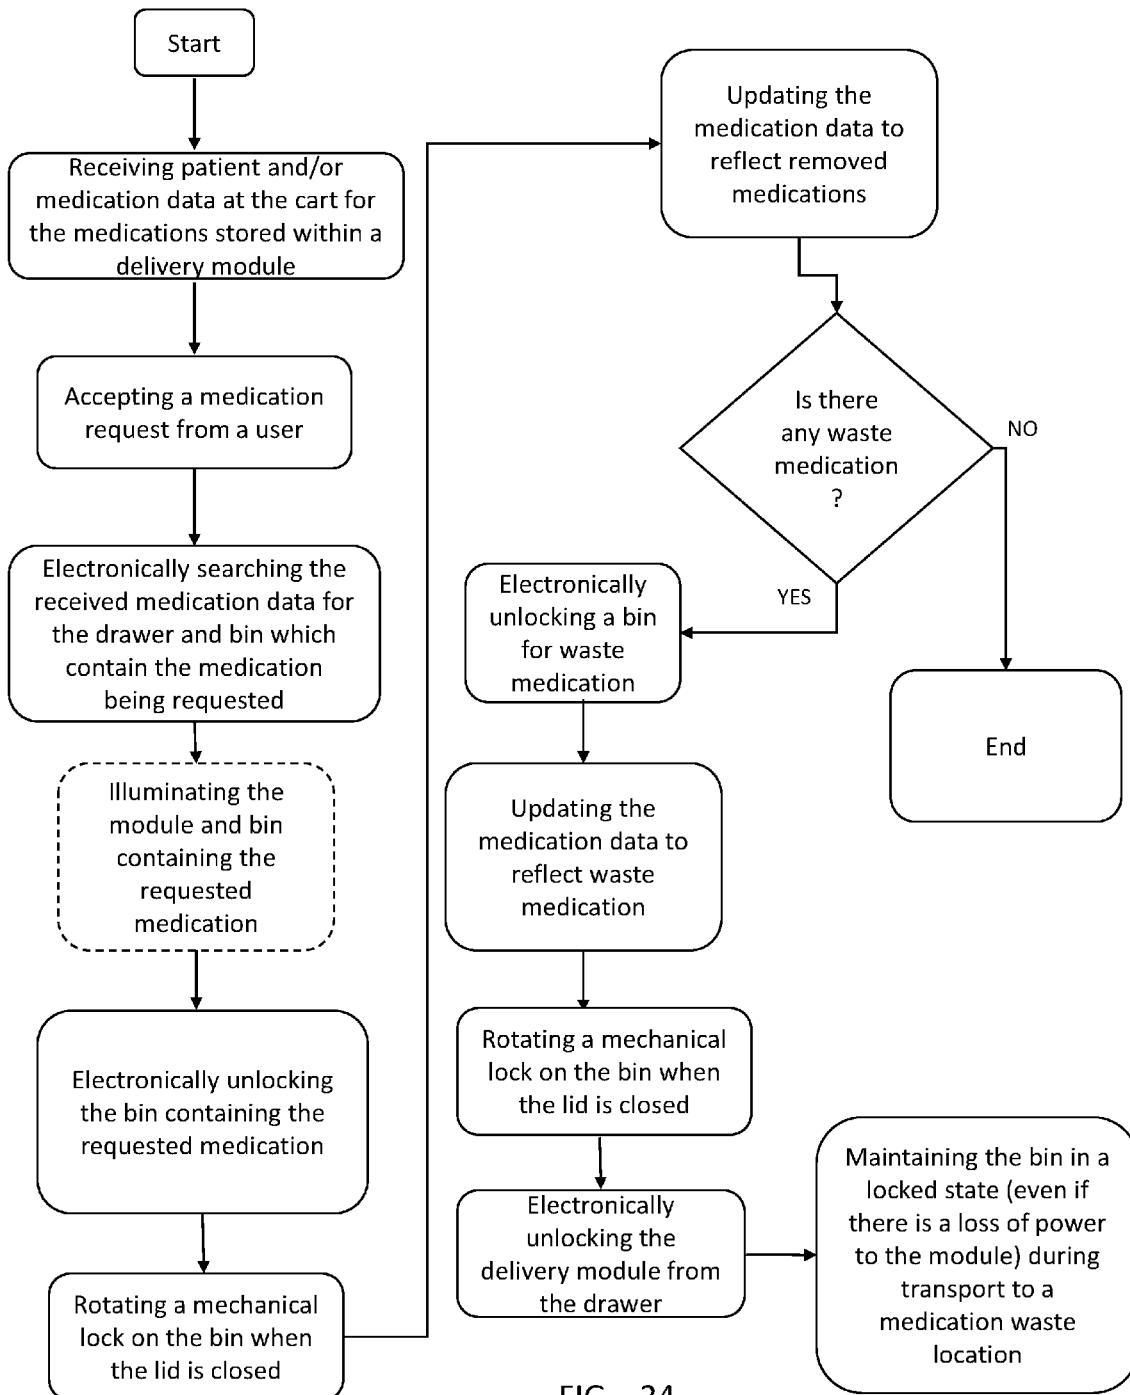 Start
Receiving patient and/or
medication data at the cart for
the medications stored within a
delivery module
Accepting a medication
request from a user
Electronically searching the
received medication data for
the drawer and bin which
contain the medication
being requested
Illuminating the
module and bin
containing the
requested
medication
Electronically unlocking
the bin containing the
requested medication
Rotating a mechanical
lock on the bin when
the lid is closed
Updating the
medication data to
reflect removed
medications
Is there
any waste
medication
?
NO
YES
End
Electronically
unlocking a bin
for waste
medication
Updating the
medication data to
reflect waste
medication
Rotating a mechanical
lock on the bin when
the lid is closed
Electronically
unlocking the
delivery module from
the drawer
Maintaining the bin in a
locked state (even if
there is a loss of power
to the module) during
transport to a
medication waste
location